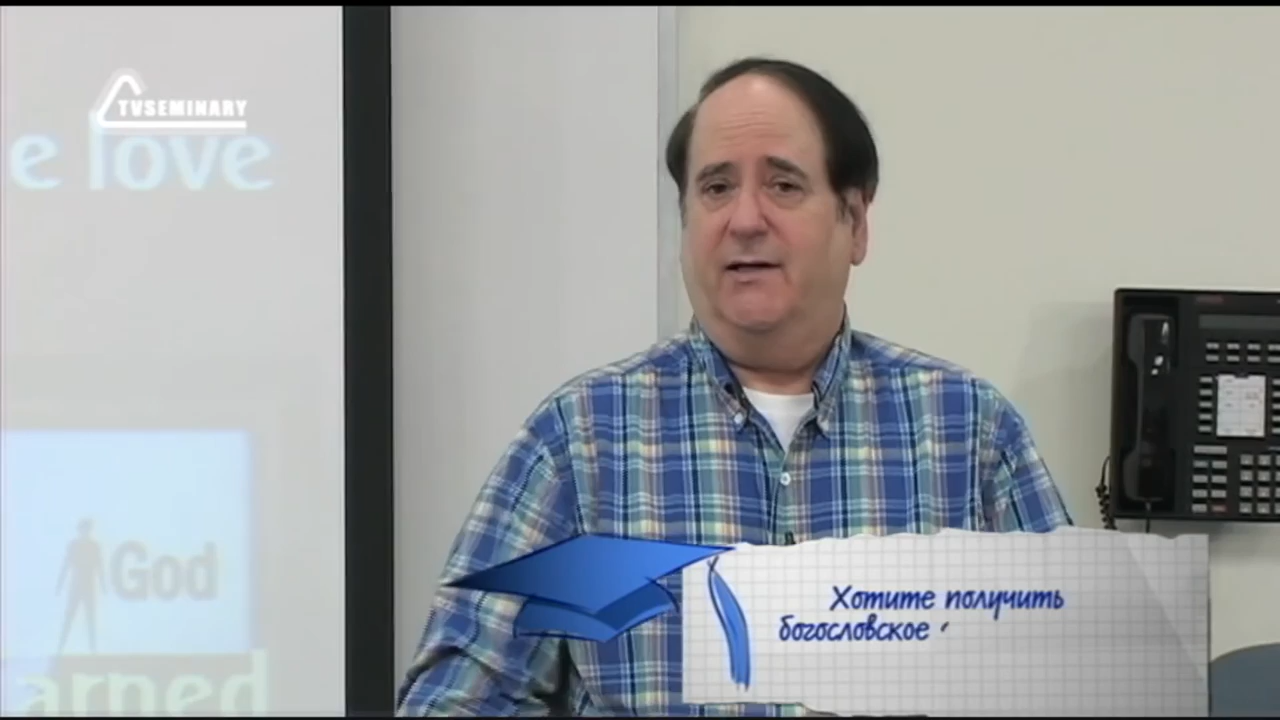 TVSEMINARY
e love
God
arned
Хотите получить
богословское